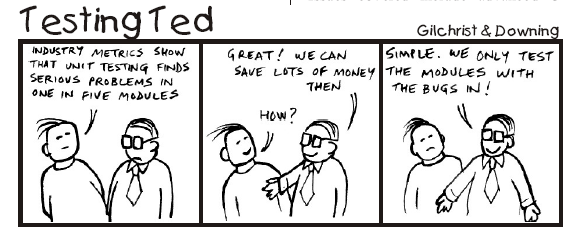 Testing Ted
Gilchrist & Downing
INDUSTRY METRICS SHOW
THAT UNIT TESTING FINDS
SERIOUS PROBLEMS IN
ONE IN FIVE MODULES
GREAT! WE CAN
SAVE LOTS OF MONEY
THEN
HOW?
SIMPLE. WE ONLY TEST
THE MODULES WITH
THE BUGS IN!